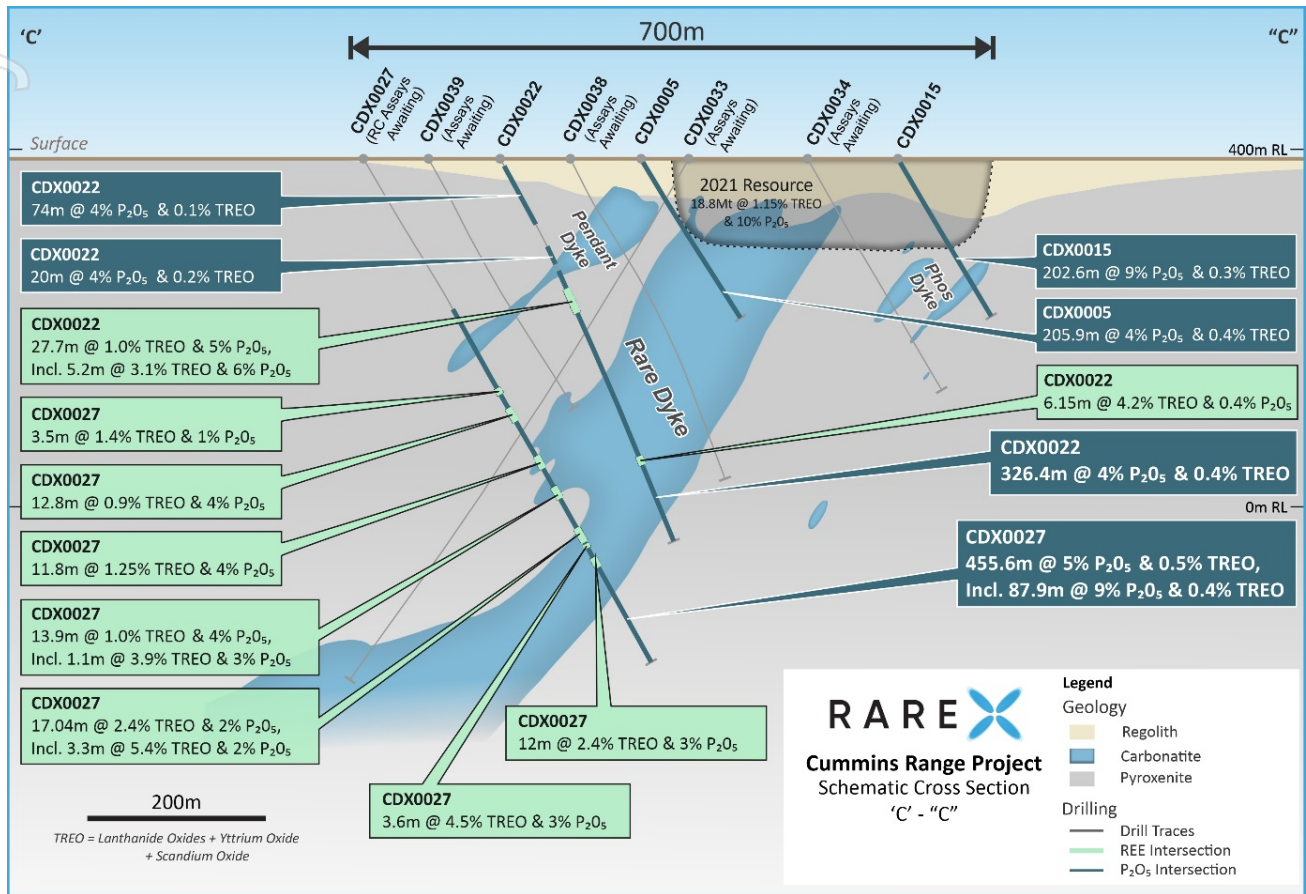 'C'
700m
"C"
CDX0027
(RC Assays
Awaiting)
CDX0039
(Assays
Awaiting)
CDX0022
CDX0038
(Assays
Awaiting)
CDX0005
CDX0033
(Assays
Awaiting)
CDX0034
(Assays
Awaiting)
CDX0015
Surface
400m RL
CDX0022
74m @ 4% P₂O₅ & 0.1% TREO
CDX0022
20m @ 4% P₂O₅ & 0.2% TREO
CDX0022
27.7m @ 1.0% TREO & 5% P₂O₅,
Incl. 5.2m @ 3.1% TREO & 6% P₂O₅
CDX0027
3.5m @ 1.4% TREO & 1% P₂O₅
CDX0027
12.8m @ 0.9% TREO & 4% P₂O₅
CDX0027
11.8m @ 1.25% TREO & 4% P₂O₅
CDX0027
13.9m @ 1.0% TREO & 4% P₂O₅,
Incl. 1.1m @ 3.9% TREO & 3% P₂O₅
CDX0027
17.04m @ 2.4% TREO & 2% P₂O₅,
Incl. 3.3m @ 5.4% TREO & 2% P₂O₅
2021 Resource
18.8Mt @ 1.15% TREO
& 10% P₂O₅
Pendant
Dyke
Rare Dyke
Phos
Dyke
CDX0015
202.6m @ 9% P₂O₅ & 0.3% TREO
CDX0005
205.9m @ 4% P₂O₅ & 0.4% TREO
CDX0022
6.15m @ 4.2% TREO & 0.4% P₂O₅
CDX0022
326.4m @ 4% P₂O₅ & 0.4% TREO
0m RL
CDX0027
455.6m @ 5% P₂O₅ & 0.5% TREO,
Incl. 87.9m @ 9% P₂O₅ & 0.4% TREO
CDX0027
12m @ 2.4% TREO & 3% P₂O₅
CDX0027
3.6m @ 4.5% TREO & 3% P₂O₅
200m
TREO = Lanthanide Oxides + Yttrium Oxide
+ Scandium Oxide
RAREX
Cummins Range Project
Schematic Cross Section
'C' - "C"
Legend
Geology
Regolith
Carbonatite
Pyroxenite
Drilling
Drill Traces
REE Intersection
P₂O₅ Intersection